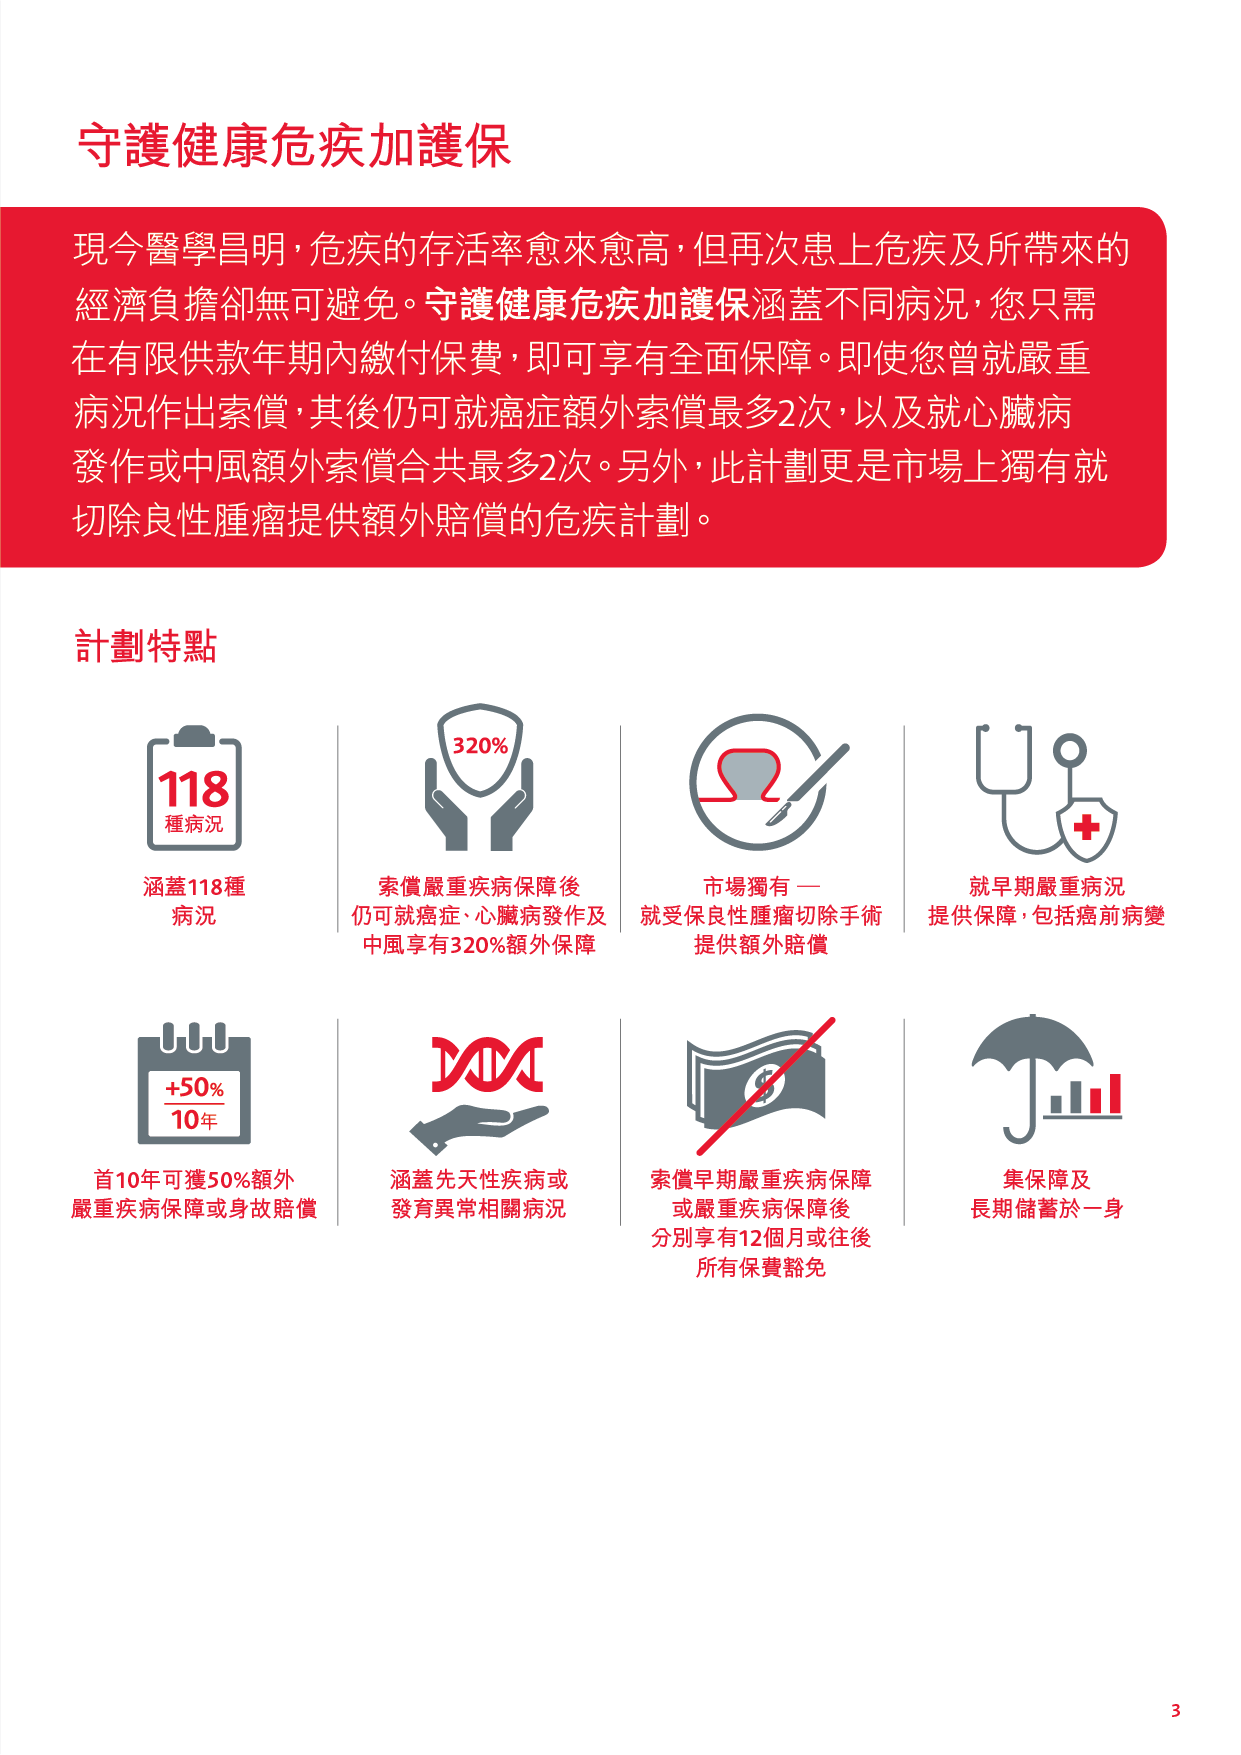 守護健康危疾加護保
現今醫學昌明，危疾的存活率愈來愈高，但再次患上危疾及所帶來的
經濟負擔卻無可避免。守護健康危疾加護保涵蓋不同病況，您只需
在有限供款年期內繳付保費，即可享有全面保障。即使您曾就嚴重
病況作出索償，其後仍可就癌症額外索償最多2次，以及就心臟病
發作或中風額外索償合共最多2次。另外，此計劃更是市場上獨有就
切除良性腫瘤提供額外賠償的危疾計劃。
計劃特點
118
種病況
涵蓋118種
病況
320%
索償嚴重疾病保障後
仍可就癌症、心臟病發作及
中風享有320%額外保障
市場獨有 —
就受保良性腫瘤切除手術
提供額外賠償
就早期嚴重病況
提供保障，包括癌前病變
+50%
10年
首10年可獲50%額外
嚴重疾病保障或身故賠償
涵蓋先天性疾病或
發育異常相關病況
$
索償早期嚴重疾病保障
或嚴重疾病保障後
分別享有12個月或往後
所有保費豁免
集保障及
長期儲蓄於一身
3